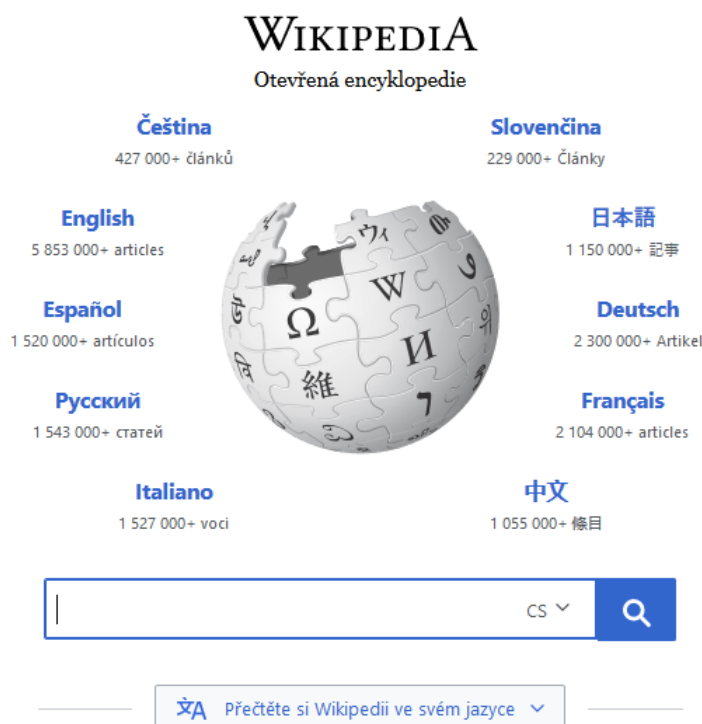 WIKIPEDIA
Otevřená encyklopedie
Čeština
427 000+ článků
Slovenčina
229 000+ Články
English
5 853 000+ articles
日本語
1 150 000+ 記事
Español
1 520 000+ artículos
Deutsch
2 300 000+ Artikel
Русский
1 543 000+ статей
Français
2 104 000+ articles
Italiano
1 527 000+ voci
中文
1 055 000+ 條目
ウィ
W
Ω
И
維
CS
Přečtěte si Wikipedii ve svém jazyce